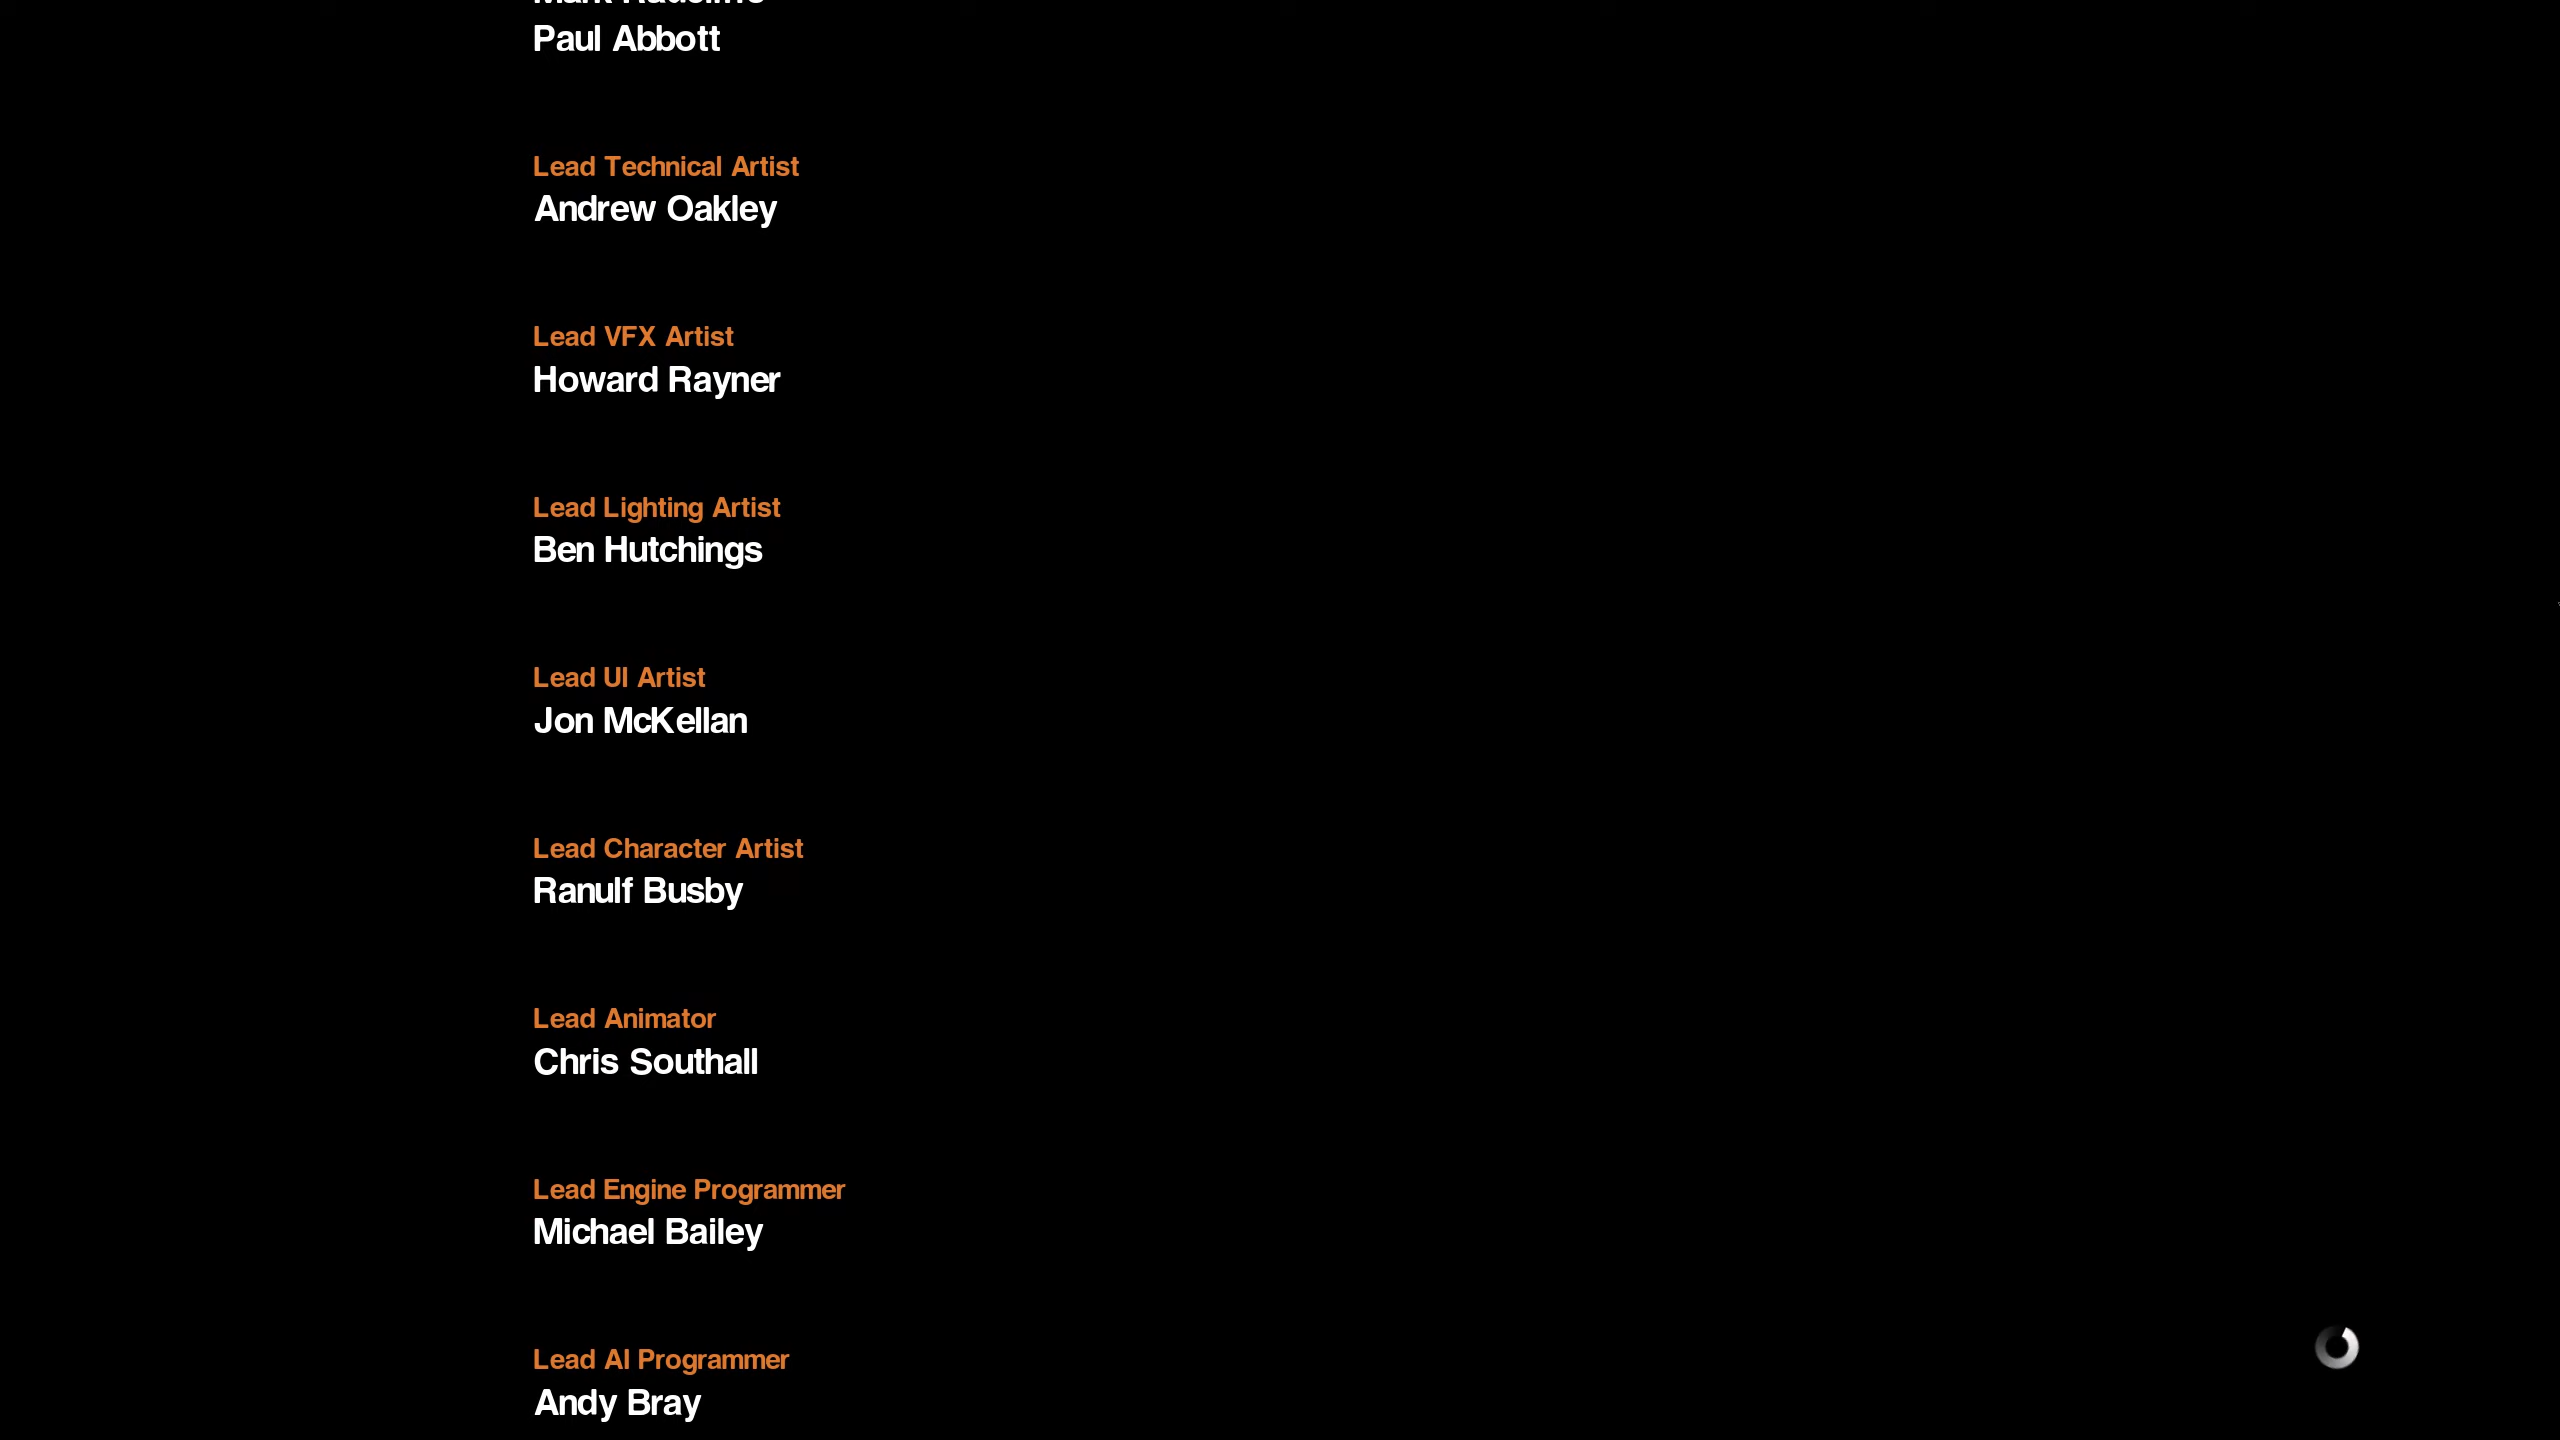 Paul Abbott
Lead Technical Artist
Andrew Oakley
Lead VFX Artist
Howard Rayner
Lead Lighting Artist
Ben Hutchings
Lead UI Artist
Jon McKellan
Lead Character Artist
Ranulf Busby
Lead Animator
Chris Southall
Lead Engine Programmer
Michael Bailey
Lead AI Programmer
Andy Bray